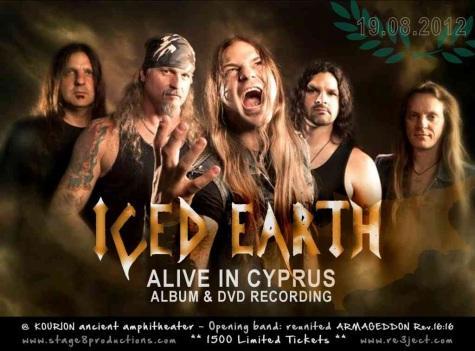 19.08.2012
ICED EARTH
ALIVE IN CYPRUS
ALBUM & DVD RECORDING
@ KOURION ancient amphitheater - Opening band: reunited ARMAGEDDON Rev.16:16
www.stage8productions.com ** 1500 Limited Tickets ** www.re3ject.com